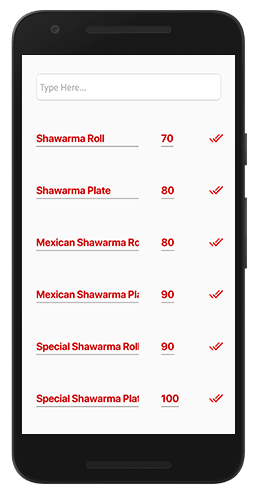 Type Here...
Shawarma Roll 70
Shawarma Plate 80
Mexican Shawarma Ro 80
Mexican Shawarma Pla 90
Special Shawarma Roll 90
Special Shawarma Plat 100